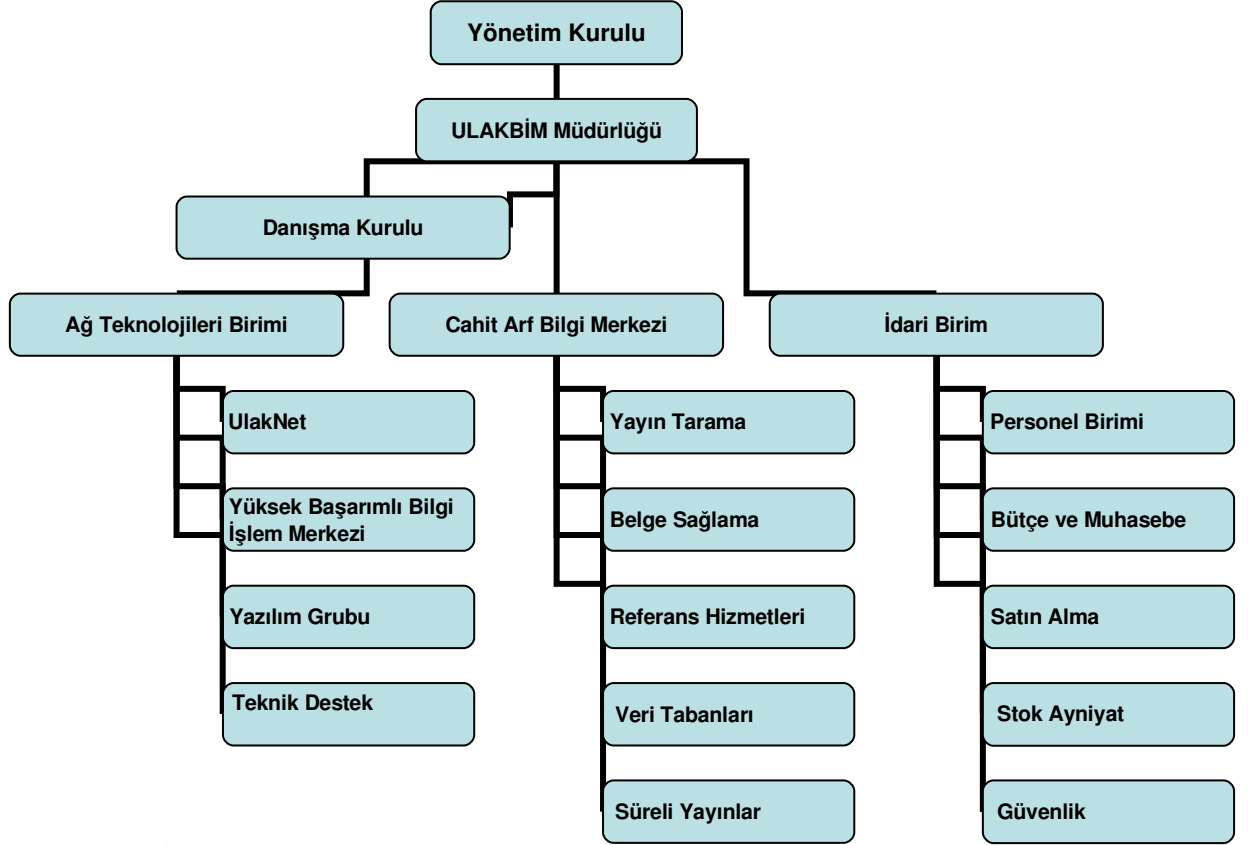 Yönetim Kurulu
ULAKBİM Müdürlüğü
Danışma Kurulu
Ağ Teknolojileri Birimi
Cahit Arf Bilgi Merkezi
İdari Birim
UlakNet
Yüksek Başarımlı Bilgi
İşlem Merkezi
Yazılım Grubu
Teknik Destek
Yayın Tarama
Belge Sağlama
Referans Hizmetleri
Veri Tabanları
Süreli Yayınlar
Personel Birimi
Bütçe ve Muhasebe
Satın Alma
Stok Ayniyat
Güvenlik